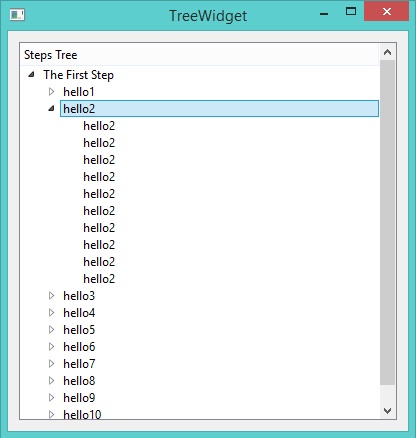 TreeWidget
Steps Tree
The First Step
hello1
hello2
hello2
hello2
hello2
hello2
hello2
hello2
hello2
hello2
hello2
hello2
hello3
hello4
hello5
hello6
hello7
hello8
hello9
hello10